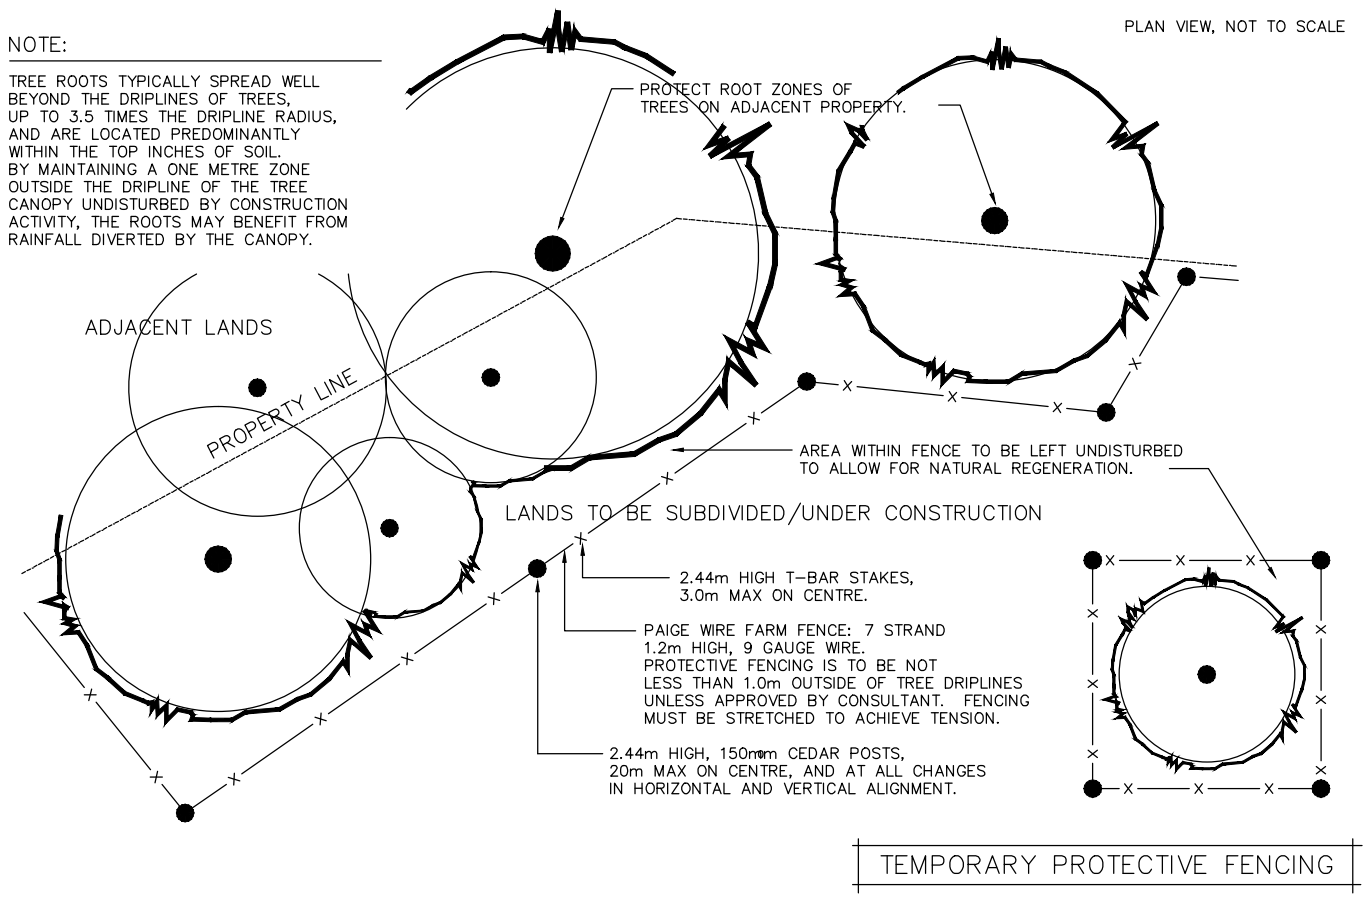 PLAN VIEW, NOT TO SCALE
NOTE:
TREE ROOTS TYPICALLY SPREAD WELL
BEYOND THE DRIPLINES OF TREES,
UP TO 3.5 TIMES THE DRIPLINE RADIUS,
AND ARE LOCATED PREDOMINANTLY
WITHIN THE TOP INCHES OF SOIL.
BY MAINTAINING A ONE METRE ZONE
OUTSIDE THE DRIPLINE OF THE TREE
CANOPY UNDISTURBED BY CONSTRUCTION
ACTIVITY, THE ROOTS MAY BENEFIT FROM
RAINFALL DIVERTED BY THE CANOPY.
PROTECT ROOT ZONES OF
TREES ON ADJACENT PROPERTY.
ADJACENT LANDS
PROPERTY LINE
AREA WITHIN FENCE TO BE LEFT UNDISTURBED
TO ALLOW FOR NATURAL REGENERATION.
LANDS TO BE SUBDIVIDED/UNDER CONSTRUCTION
2.44m HIGH T-BAR STAKES,
3.0m MAX ON CENTRE.
PAIGE WIRE FARM FENCE: 7 STRAND
1.2m HIGH, 9 GAUGE WIRE.
PROTECTIVE FENCING IS TO BE NOT
LESS THAN 1.0m OUTSIDE OF TREE DRIPLINES
UNLESS APPROVED BY CONSULTANT. FENCING
MUST BE STRETCHED TO ACHIEVE TENSION.
2.44m HIGH, 150mm CEDAR POSTS,
20m MAX ON CENTRE, AND AT ALL CHANGES
IN HORIZONTAL AND VERTICAL ALIGNMENT.
TEMPORARY PROTECTIVE FENCING